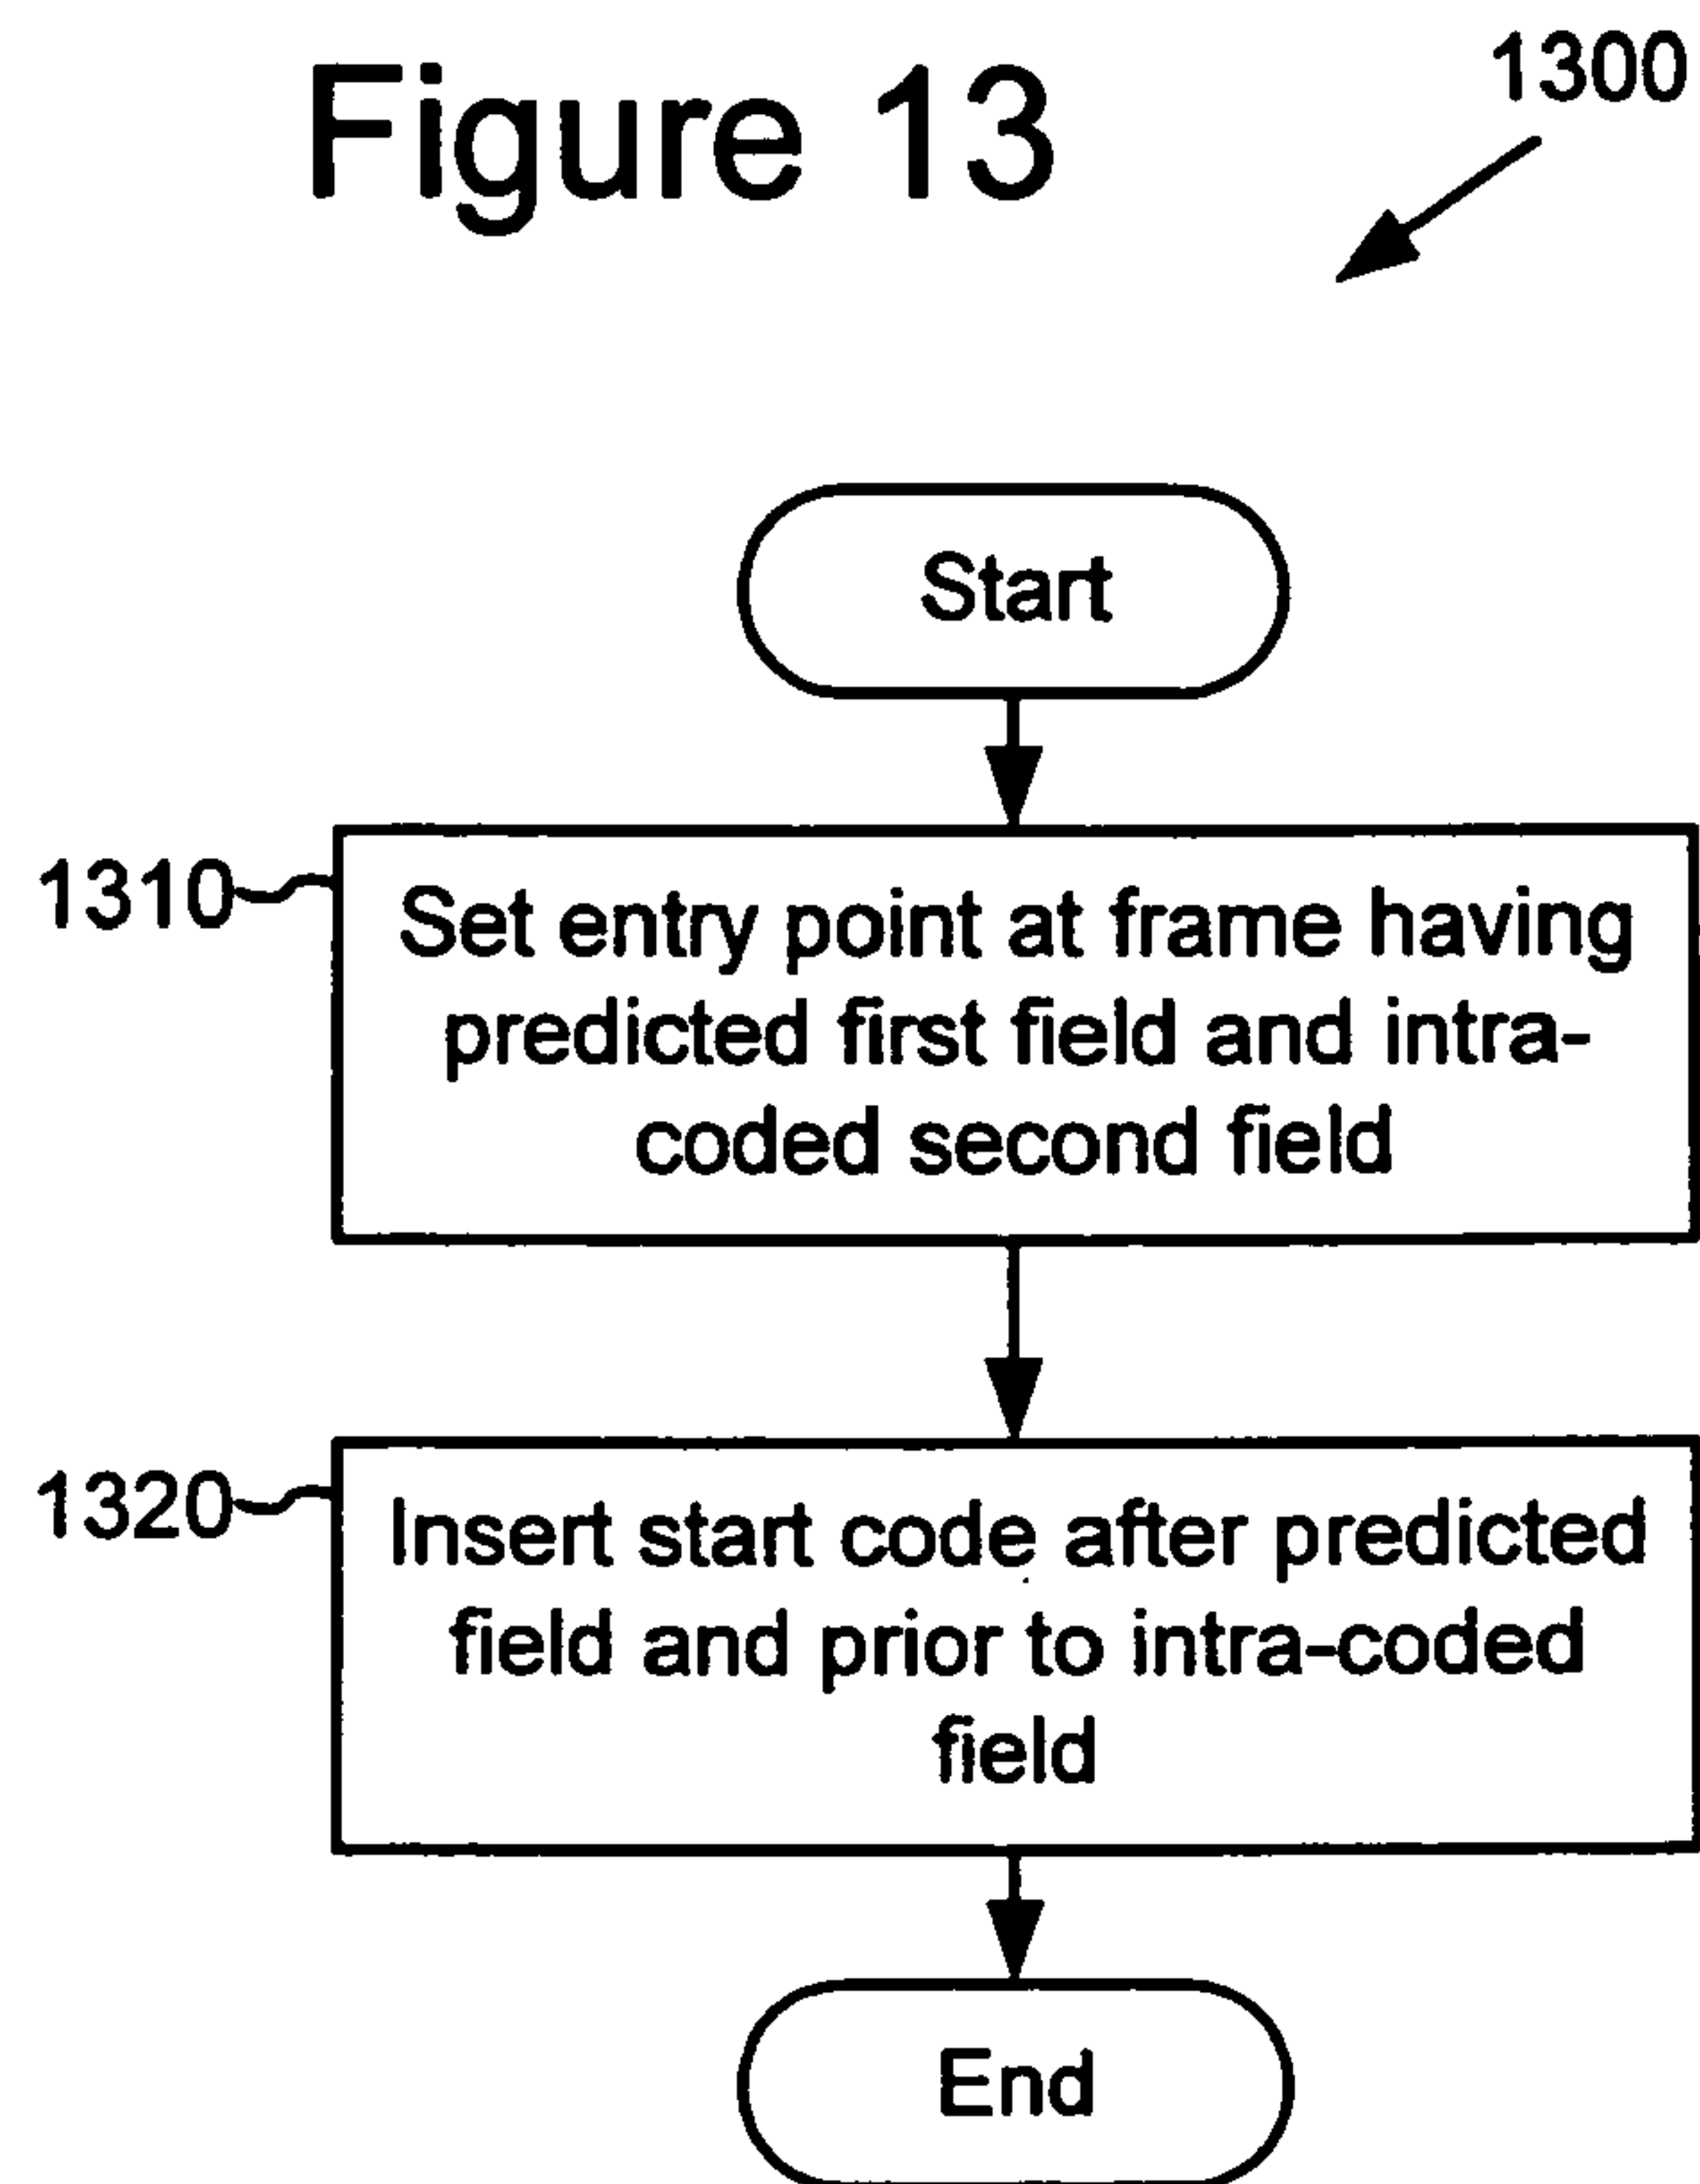 Figure 13
1300
Start
1310
Set entry point at frame having
predicted first field and intra-
coded second field
1320
Insert start code after predicted
field and prior to intra-coded
field
End